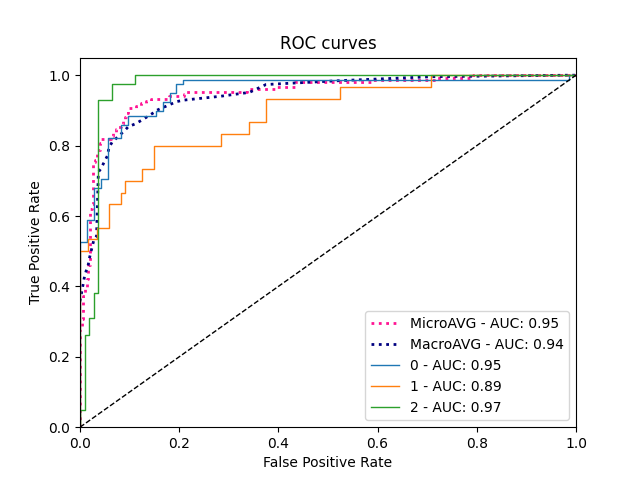 ROC curves
True Positive Rate
1.0
0.8
0.6
0.4
0.2
0.0
MicroAVG - AUC: 0.95
MacroAVG - AUC: 0.94
0 - AUC: 0.95
1 - AUC: 0.89
2 - AUC: 0.97
0.0 0.2 0.4 0.6 0.8 1.0
False Positive Rate